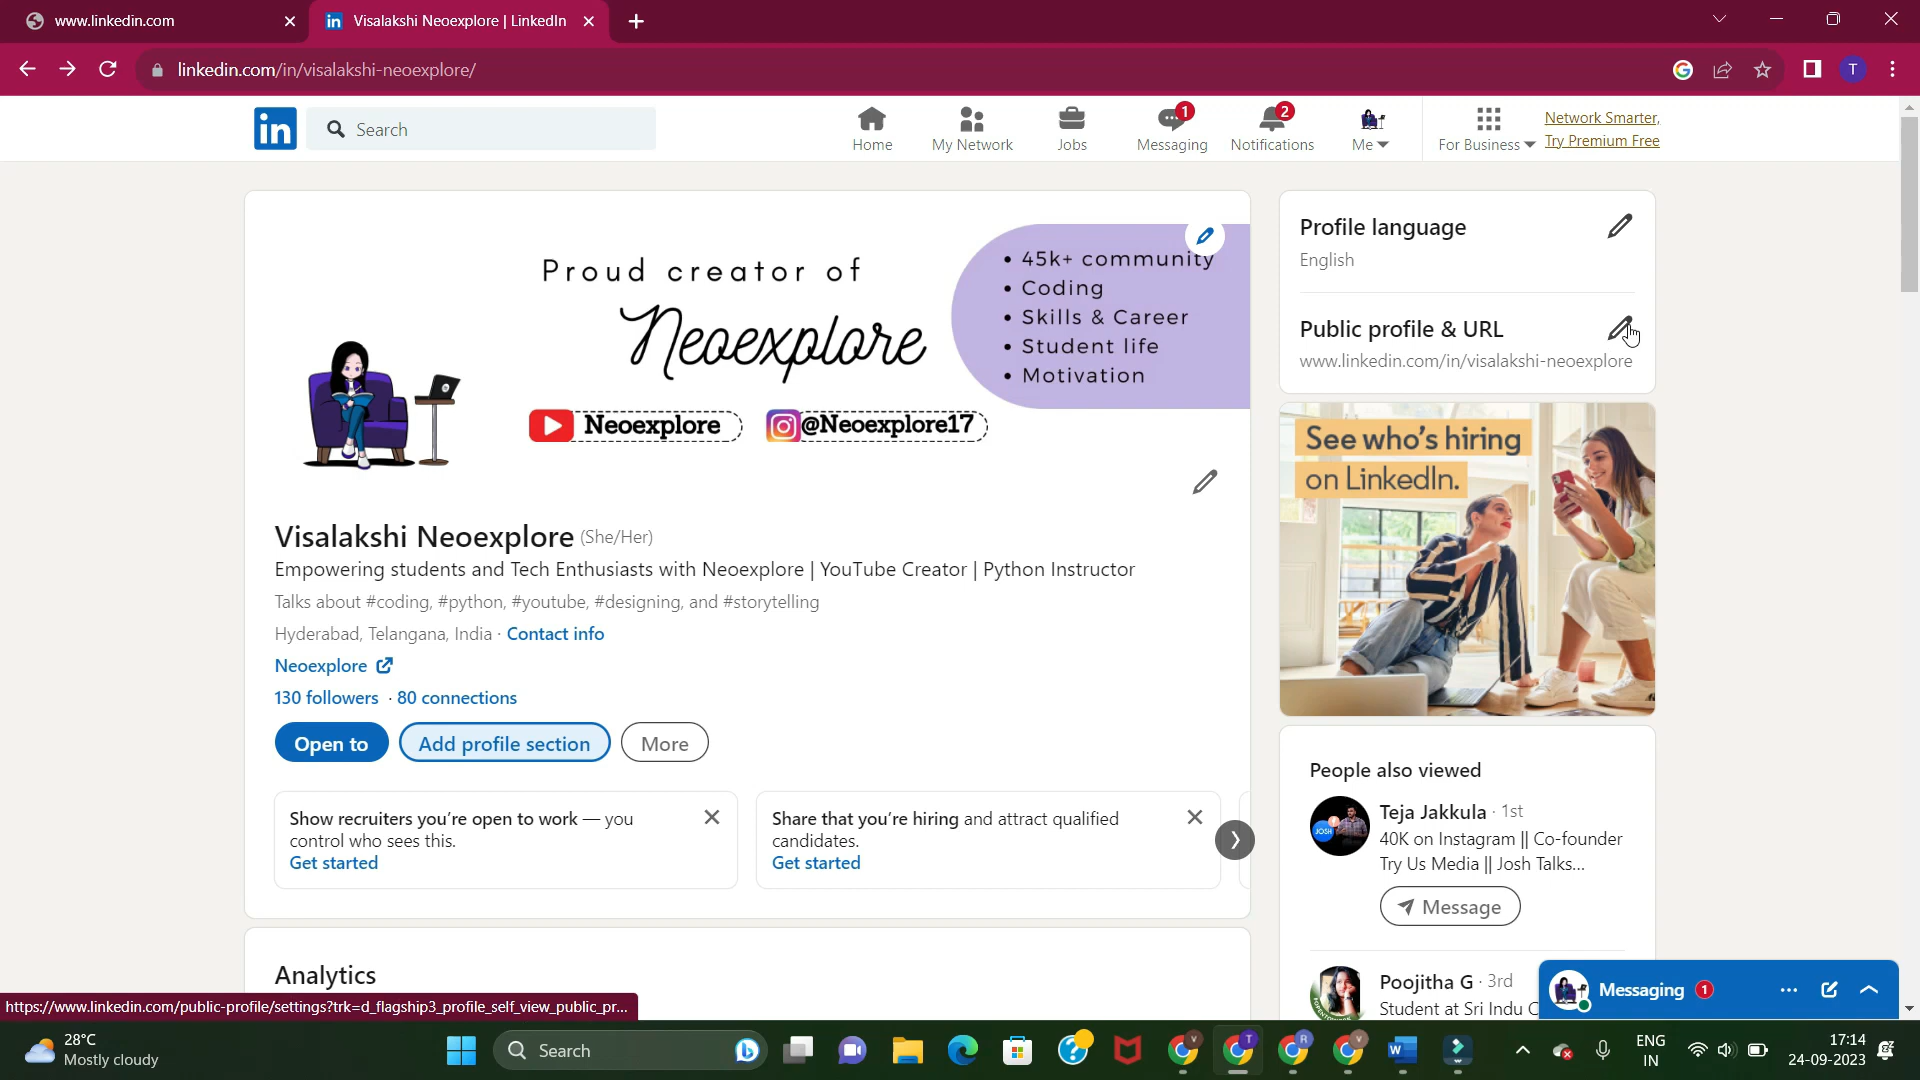 www.linkedin.com
in Visalakshi Neoexplore | LinkedIn
linkedin.com/in/visalakshi-neoexplore/
T
in
Search
Home
My Network
Jobs
1
Messaging
2
Notifications
Me
For Business
Network Smarter,
Try Premium Free
Proud creator of
Neoexplore
• 45k+ community
• Coding
• Skills & Career
• Student life
• Motivation
Neoexplore
@Neoexplore17
Visalakshi Neoexplore (She/Her)
Empowering students and Tech Enthusiasts with Neoexplore | YouTube Creator | Python Instructor
Talks about #coding, #python, #youtube, #designing, and #storytelling
Hyderabad, Telangana, India · Contact info
Neoexplore
130 followers · 80 connections
Open to
Add profile section
More
Show recruiters you're open to work — you
control who sees this.
Get started
Share that you're hiring and attract qualified
candidates.
Get started
Analytics
Profile language
English
Public profile & URL
www.linkedin.com/in/visalakshi-neoexplore
See who's hiring
on LinkedIn.
People also viewed
Teja Jakkula · 1st
40K on Instagram || Co-founder
Try Us Media || Josh Talks...
JOSH
Message
Poojitha G · 3rd
Student at Sri Indu C
Messaging 1
https://www.linkedin.com/public-profile/settings?trk=d_flagship3_profile_self_view_public_pr...
28°C
Mostly cloudy
Search
V
T
R
V
W
ENG
IN
17:14
24-09-2023